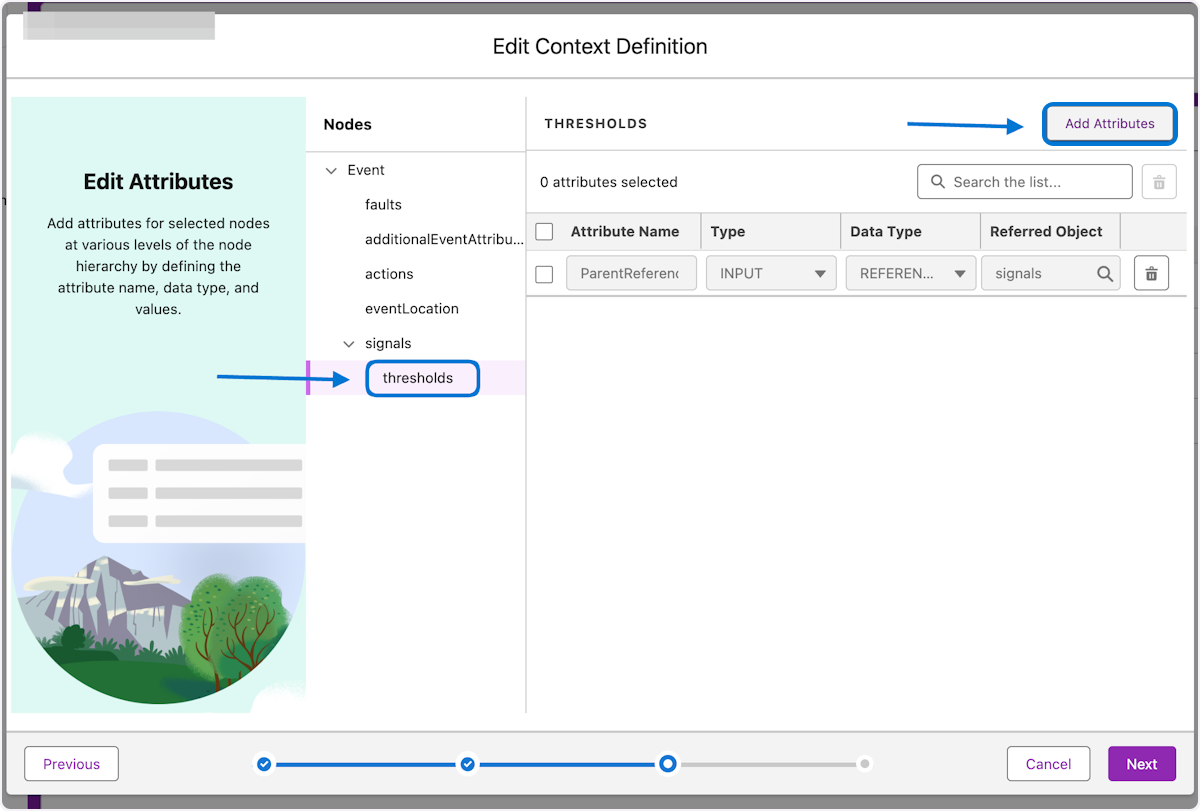 Edit Context Definition
Edit Attributes
Add attributes for selected nodes
at various levels of the node
hierarchy by defining the
attribute name, data type, and
values.
Nodes
Event
faults
additionalEventAttribu...
actions
eventLocation
signals
thresholds
THRESHOLDS
Add Attributes
0 attributes selected
Search the list...
Attribute Name Type Data Type Referred Object
ParentReferenc INPUT REFEREN... signals
Previous
Cancel
Next